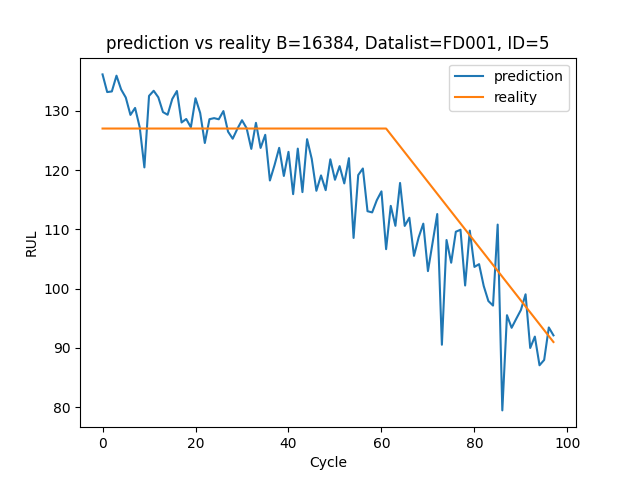 prediction vs reality B=16384, Datalist=FD001, ID=5
prediction
reality
RUL
130
120
110
100
90
80
0 20 40 60 80 100
Cycle